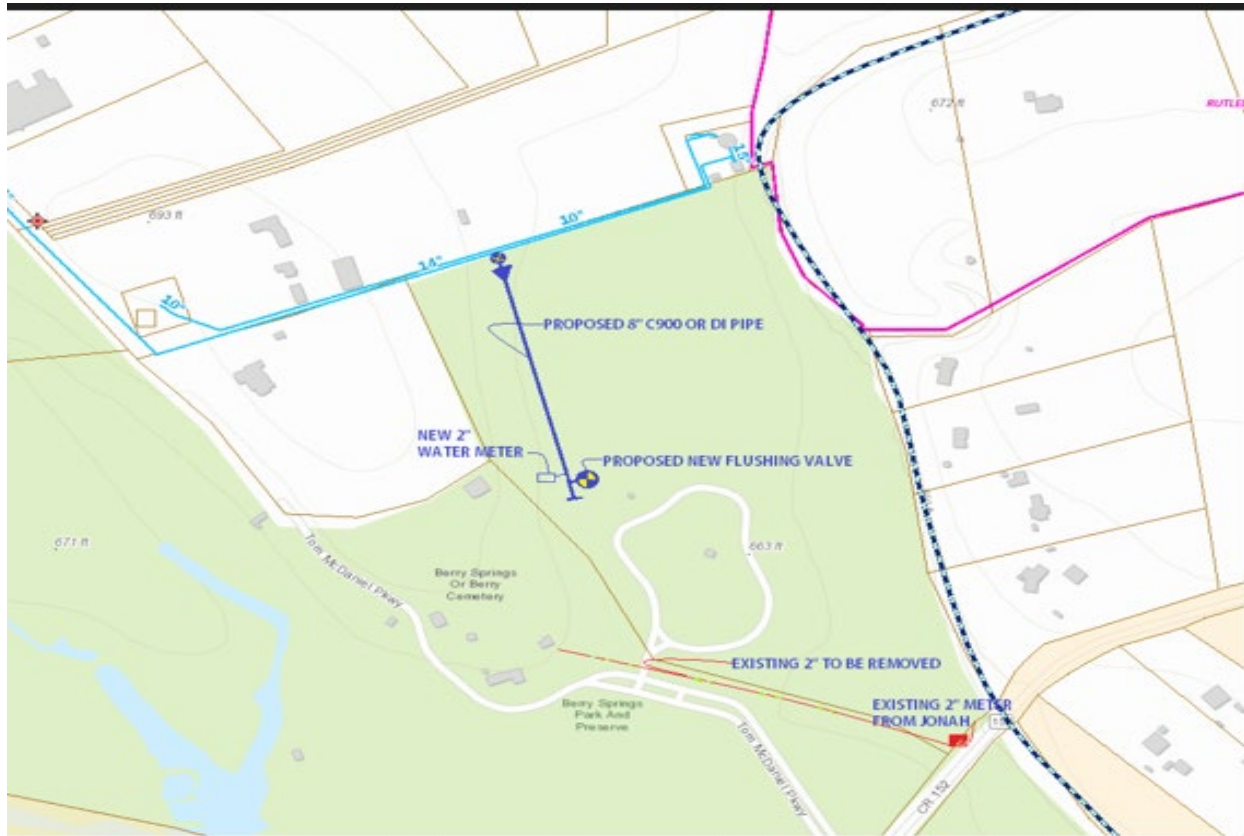 672 ft
RUTLE
15"
693 ft
10"
14"
10"
PROPOSED 8" C900 OR DI PIPE
NEW 2"
WATER METER
PROPOSED NEW FLUSHING VALVE
671 ft
Tom McDaniel Pkwy
663 ft
Berry Springs
Or Berry
Cemetery
EXISTING 2" TO BE REMOVED
EXISTING 2" METER
FROM JONAH
Berry Springs
Park And
Preserve
Tom McDaniel Pkwy
CR 152